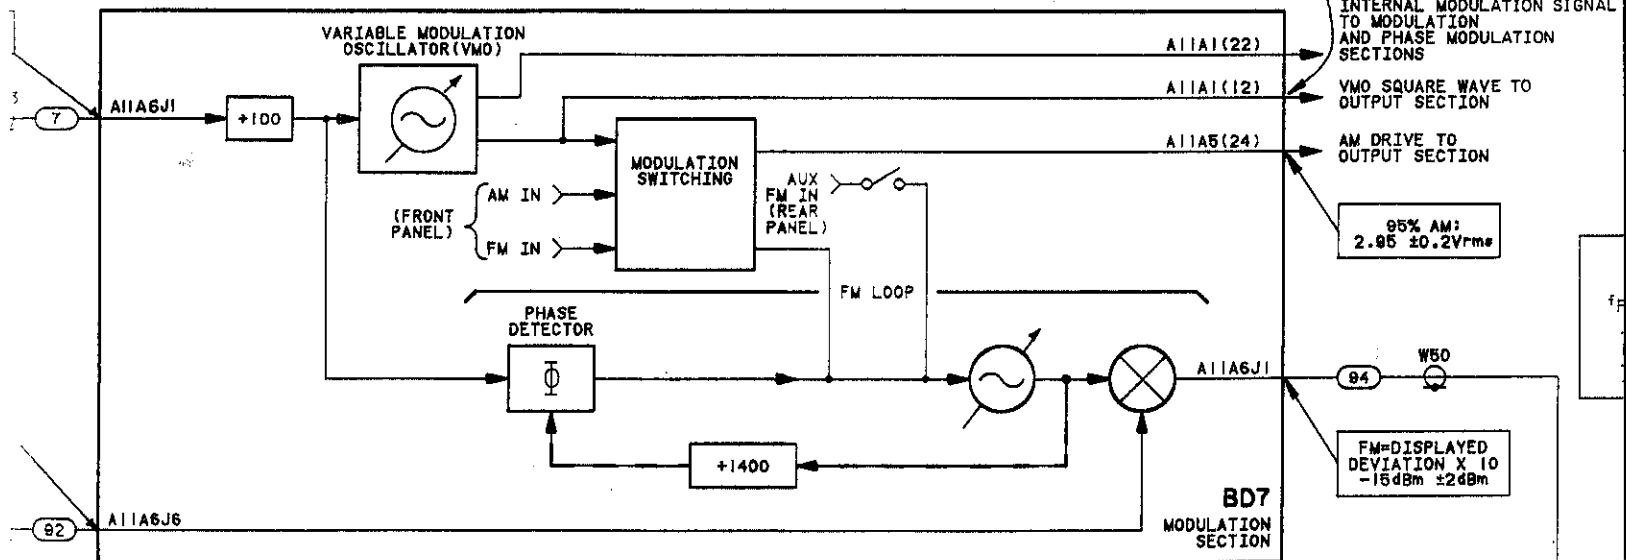 INTERNAL MODULATION SIGNAL
TO MODULATION
AND PHASE MODULATION
SECTIONS
VARIABLE MODULATION
OSCILLATOR(VMO)
A11A1(22)
A11A1(12)
VMO SQUARE WAVE TO
OUTPUT SECTION
3
7
A11A6J1
+100
MODULATION
SWITCHING
A11A5(24)
AM DRIVE TO
OUTPUT SECTION
(FRONT
PANEL)
AM IN
FM IN
AUX
FM IN
(REAR
PANEL)
95% AM:
2.95 ±0.2Vrms
FM LOOP
PHASE
DETECTOR
Φ
A11A6J1
94
W50
+1400
FM=DISPLAYED
DEVIATION X 10
-15dBm ±2dBm
92
A11A6J6
BD7
MODULATION
SECTION